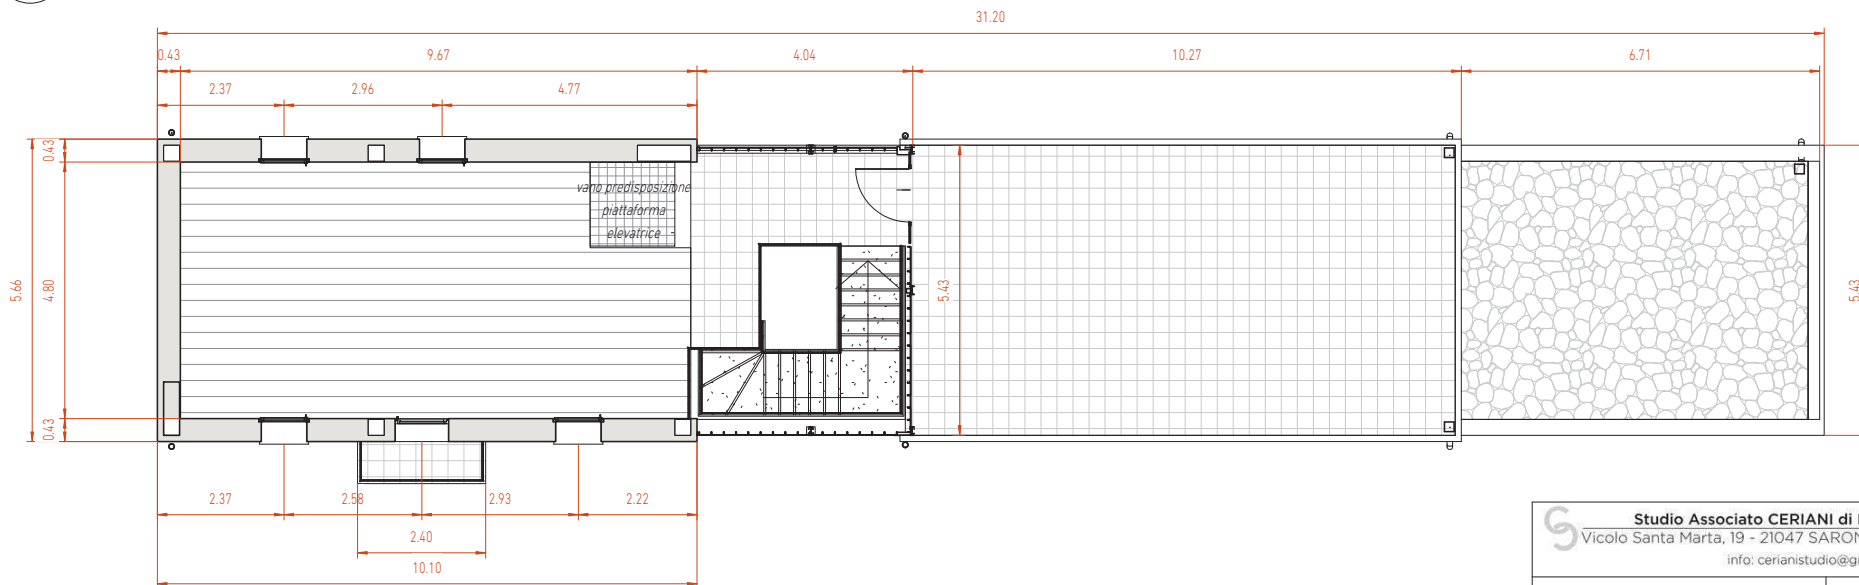 31.20
0.43 9.67 4.04 10.27 6.71
2.37 2.96 4.77
0.43
vano predisposizione
piattaforma
elevatrice
5.66
4.80
5.43
5.43
0.43
2.37 2.58 2.93 2.22
2.40
10.10
Studio Associato CERIANI di
Vicolo Santa Marta, 19 - 21047 SARON
info: cerianistudio@g